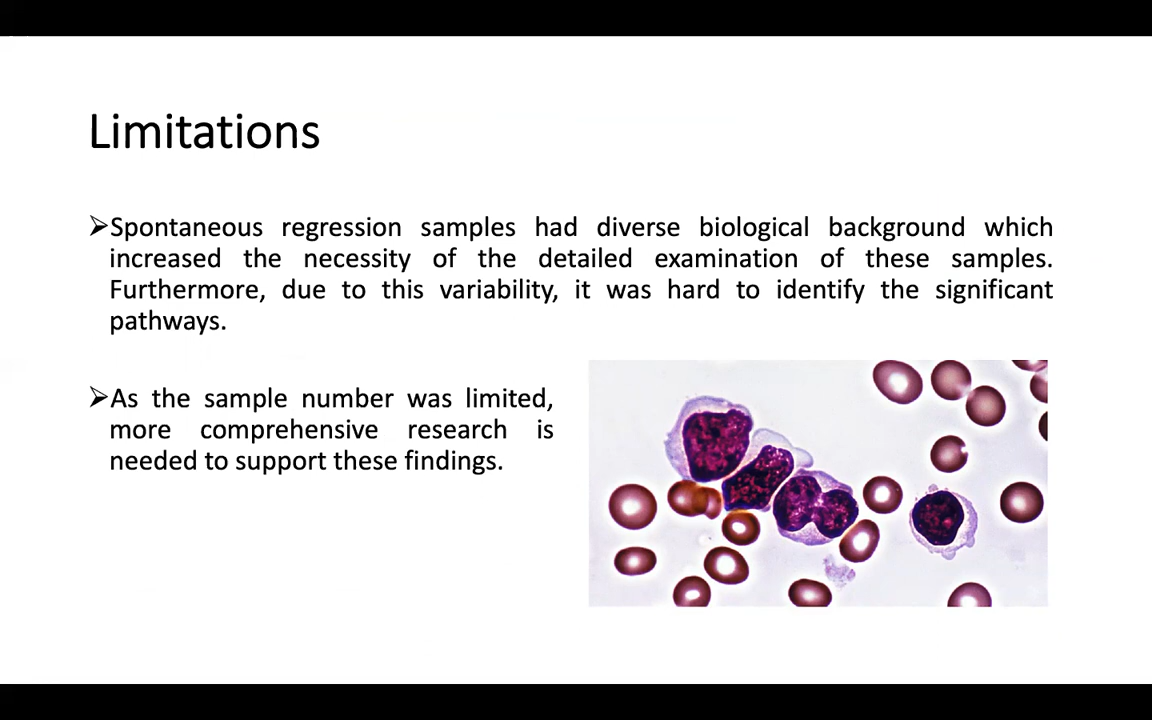 Limitations
➢Spontaneous regression samples had diverse biological background which
increased the necessity of the detailed examination of these samples.
Furthermore, due to this variability, it was hard to identify the significant
pathways.
➢As the sample number was limited,
more comprehensive research is
needed to support these findings.